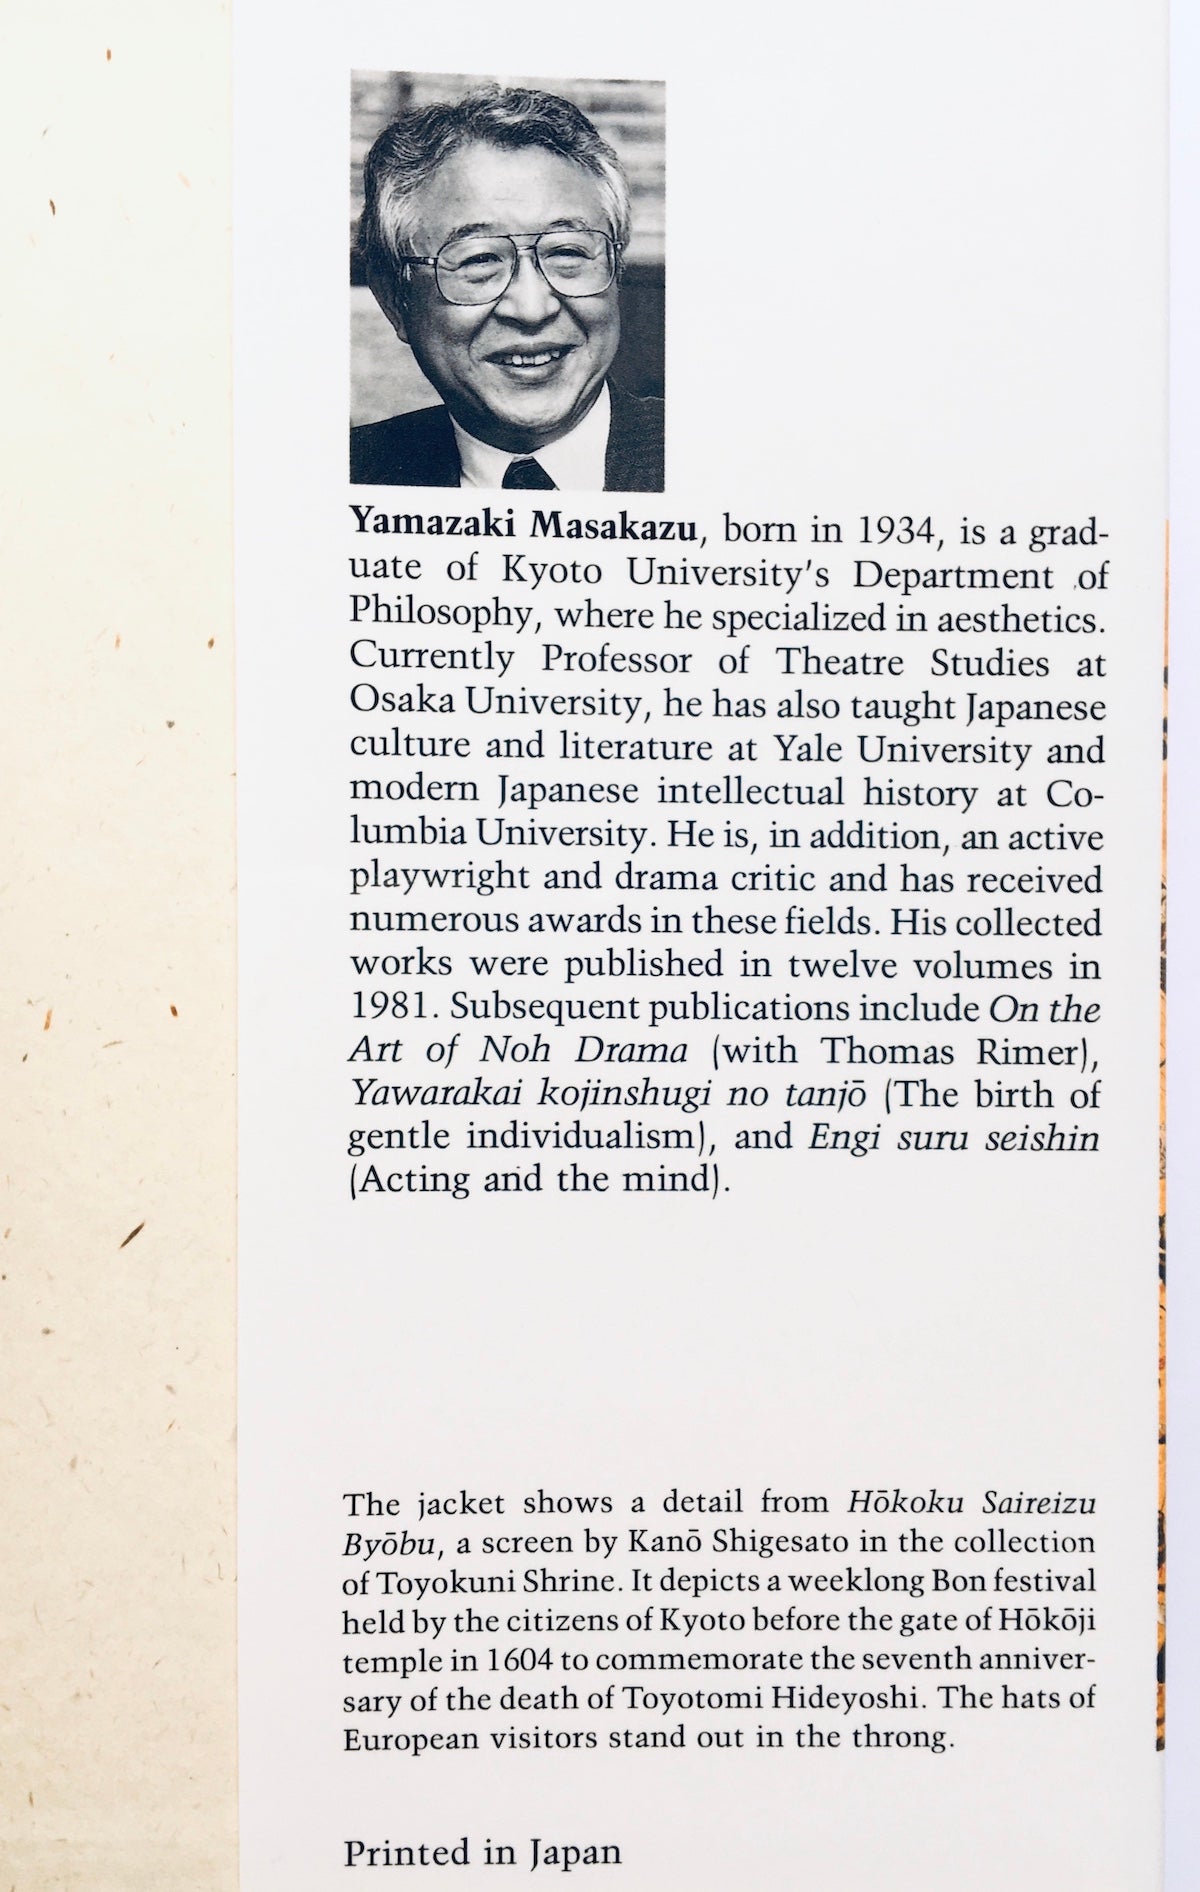 Yamazaki Masakazu, born in 1934, is a grad-
uate of Kyoto University's Department of
Philosophy, where he specialized in aesthetics.
Currently Professor of Theatre Studies at
Osaka University, he has also taught Japanese
culture and literature at Yale University and
modern Japanese intellectual history at Co-
lumbia University. He is, in addition, an active
playwright and drama critic and has received
numerous awards in these fields. His collected
works were published in twelve volumes in
1981. Subsequent publications include On the
Art of Noh Drama (with Thomas Rimer),
Yawarakai kojinshugi no tanjō (The birth of
gentle individualism), and Engi suru seishin
(Acting and the mind).
The jacket shows a detail from Hōkoku Saireizu
Byōbu, a screen by Kanō Shigesato in the collection
of Toyokuni Shrine. It depicts a weeklong Bon festival
held by the citizens of Kyoto before the gate of Hōkōji
temple in 1604 to commemorate the seventh anniver-
sary of the death of Toyotomi Hideyoshi. The hats of
European visitors stand out in the throng.
Printed in Japan